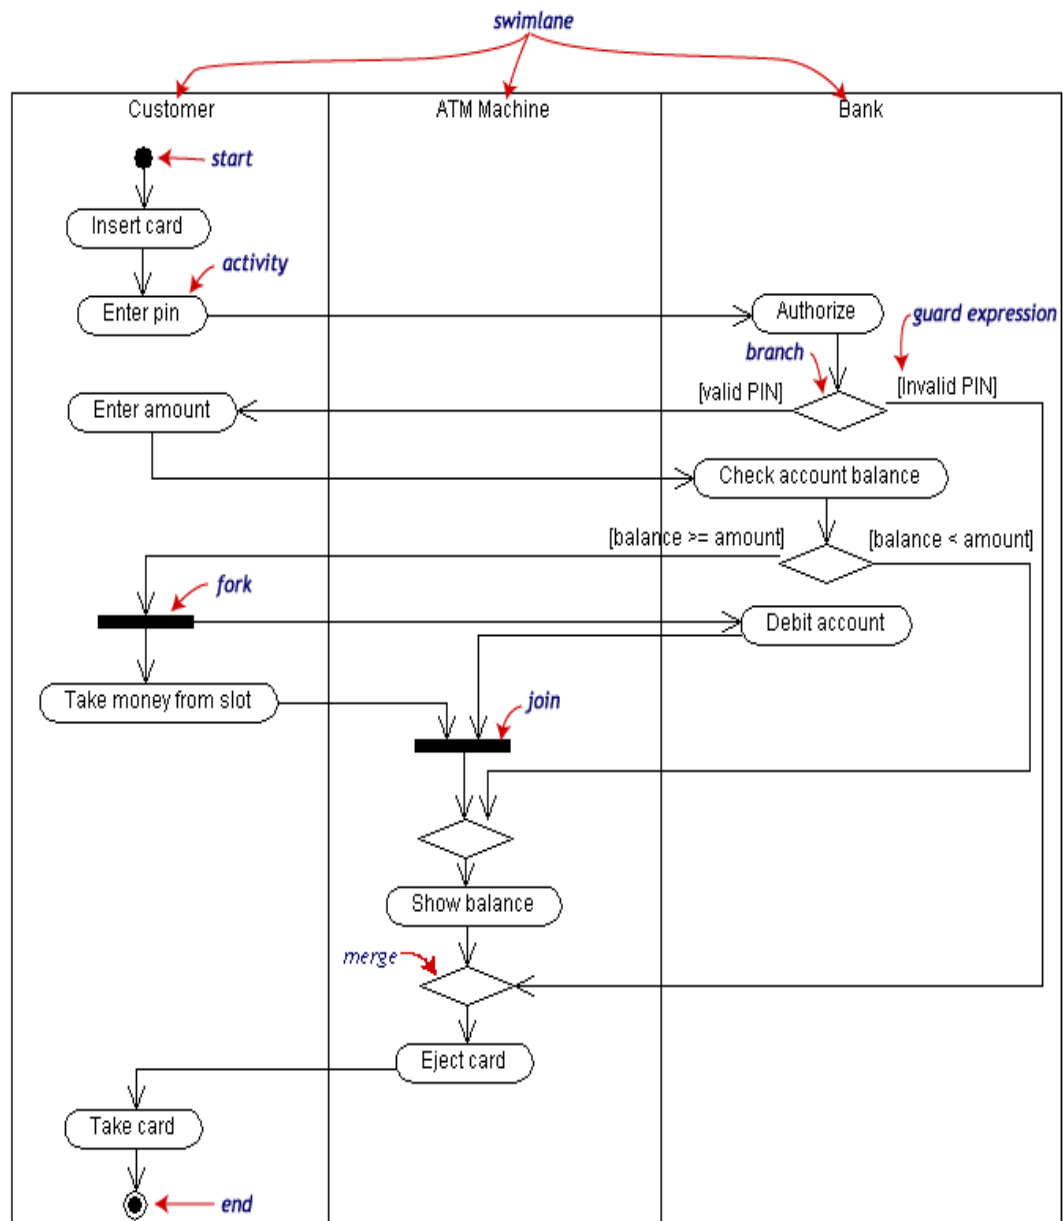 swimlane
Customer
ATM Machine
Bank
start
Insert card
activity
Enter pin
Authorize
guard expression
branch
[valid PIN]
[Invalid PIN]
Enter amount
Check account balance
[balance >= amount]
[balance < amount]
fork
Debit account
Take money from slot
join
Show balance
merge
Eject card
Take card
end